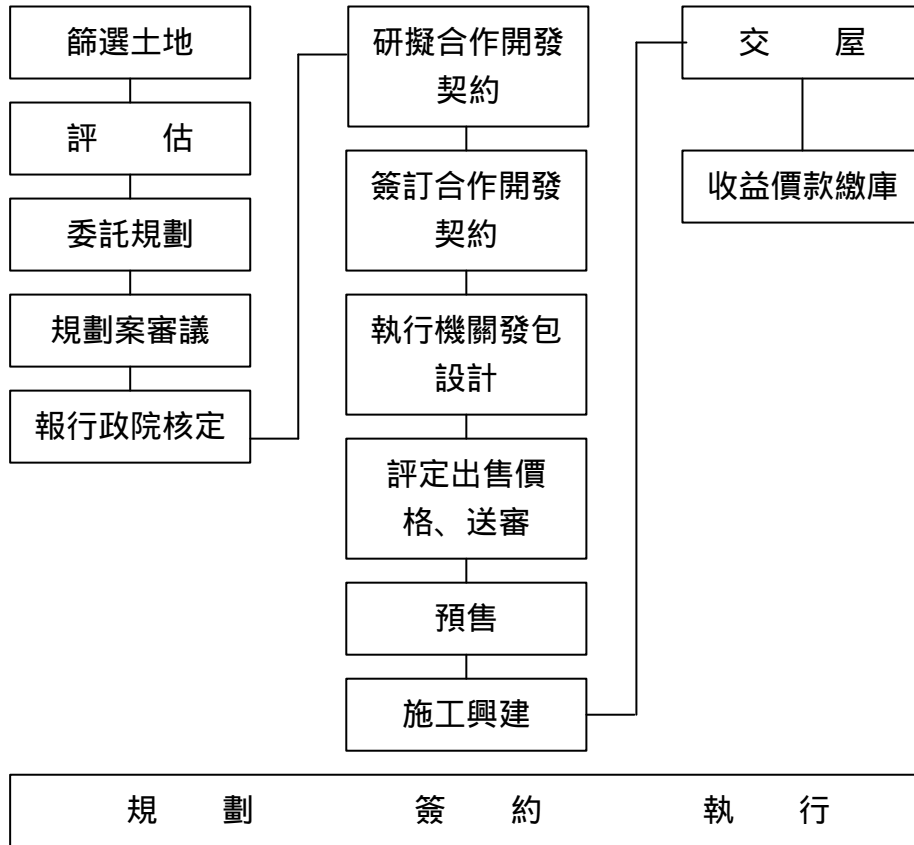 篩選土地
評　　估
委託規劃
規劃案審議
報行政院核定
研擬合作開發
契約
簽訂合作開發
契約
執行機關發包
設計
評定出售價
格、送審
預售
施工興建
交　　屋
收益價款繳庫
規　　劃　　　　簽　　約　　　　執　　行